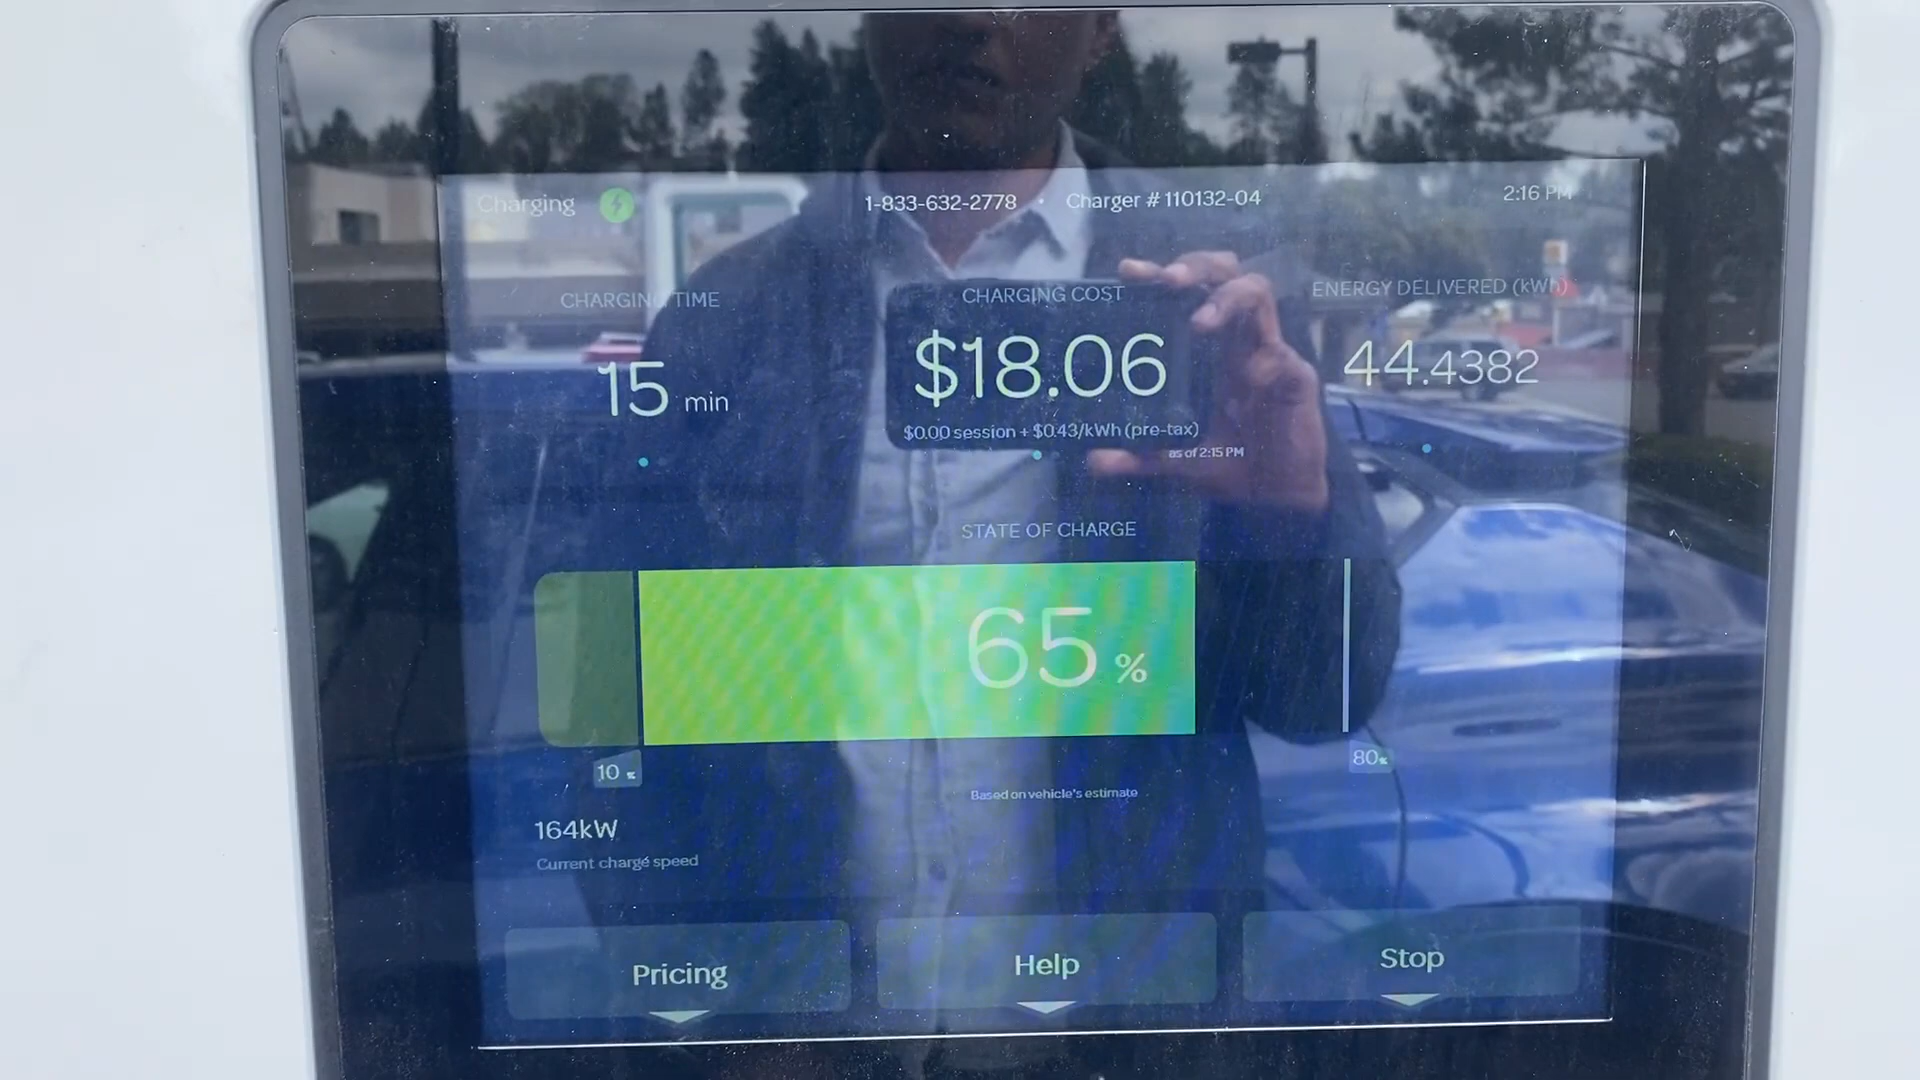 Charging
1-833-632-2778 · Charger # 110132-04
2:16 PM
CHARGING TIME
CHARGING COST
ENERGY DELIVERED (kWh)
15 min
$18.06
44.4382
$0.00 session + $0.43/kWh (pre-tax)
as of 2:15 PM
STATE OF CHARGE
65 %
10 %
80%
Based on vehicle's estimate
164kW
Current charge speed
Pricing
Help
Stop